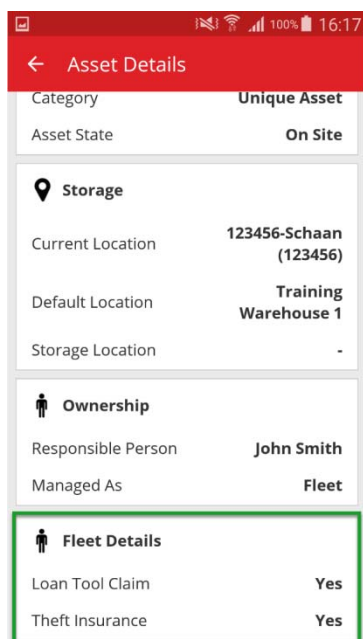 100% 16:17
Asset Details
Category Unique Asset
Asset State On Site
Storage
Current Location 123456-Schaan
(123456)
Default Location Training
Warehouse 1
Storage Location -
Ownership
Responsible Person John Smith
Managed As Fleet
Fleet Details
Loan Tool Claim Yes
Theft Insurance Yes